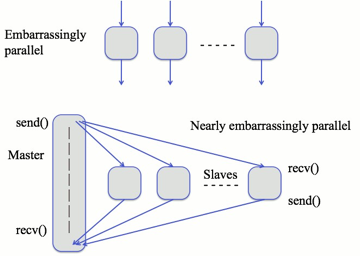 Embarrassingly
parallel
Nearly embarrassingly parallel
send()
Master
recv()
Slaves
recv()
send()